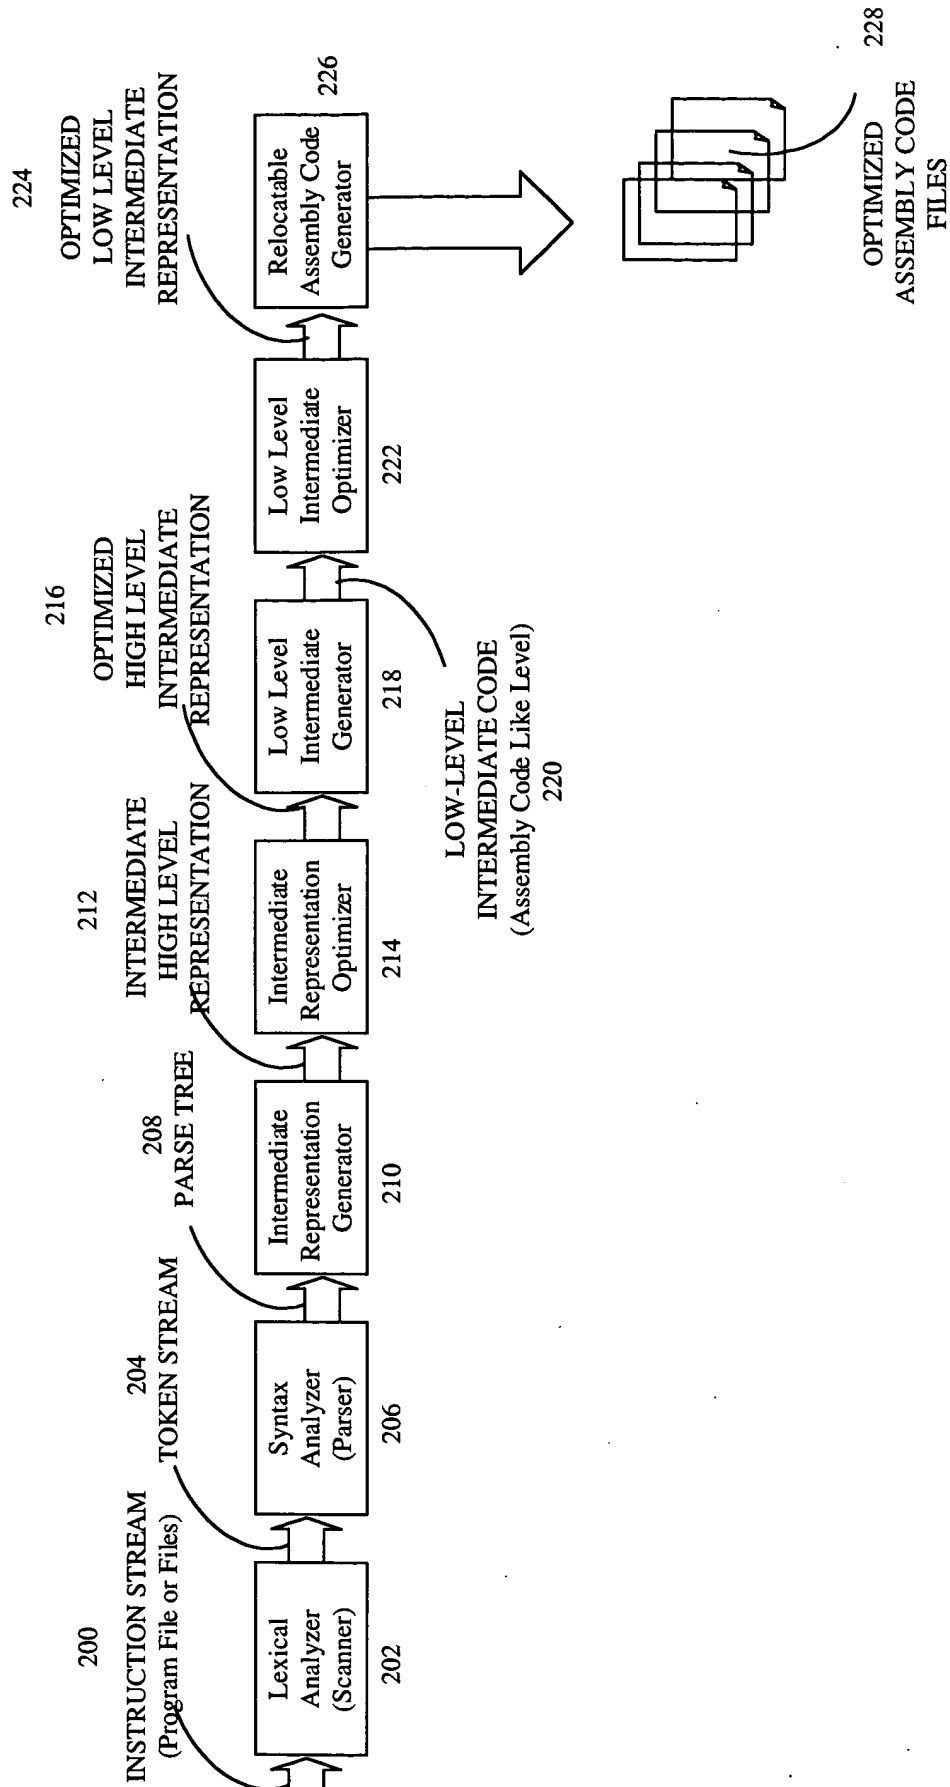 200
INSTRUCTION STREAM
(Program File or Files)
Lexical
Analyzer
(Scanner)
202
204
TOKEN STREAM
Syntax
Analyzer
(Parser)
206
208
PARSE TREE
Intermediate
Representation
Generator
210
212
INTERMEDIATE
HIGH LEVEL
REPRESENTATION
Intermediate
Representation
Optimizer
214
216
OPTIMIZED
HIGH LEVEL
INTERMEDIATE
REPRESENTATION
Low Level
Intermediate
Generator
218
LOW-LEVEL
INTERMEDIATE CODE
(Assembly Code Like Level)
220
Low Level
Intermediate
Optimizer
222
224
OPTIMIZED
LOW LEVEL
INTERMEDIATE
REPRESENTATION
Relocatable
Assembly Code
Generator
226
228
OPTIMIZED
ASSEMBLY CODE
FILES